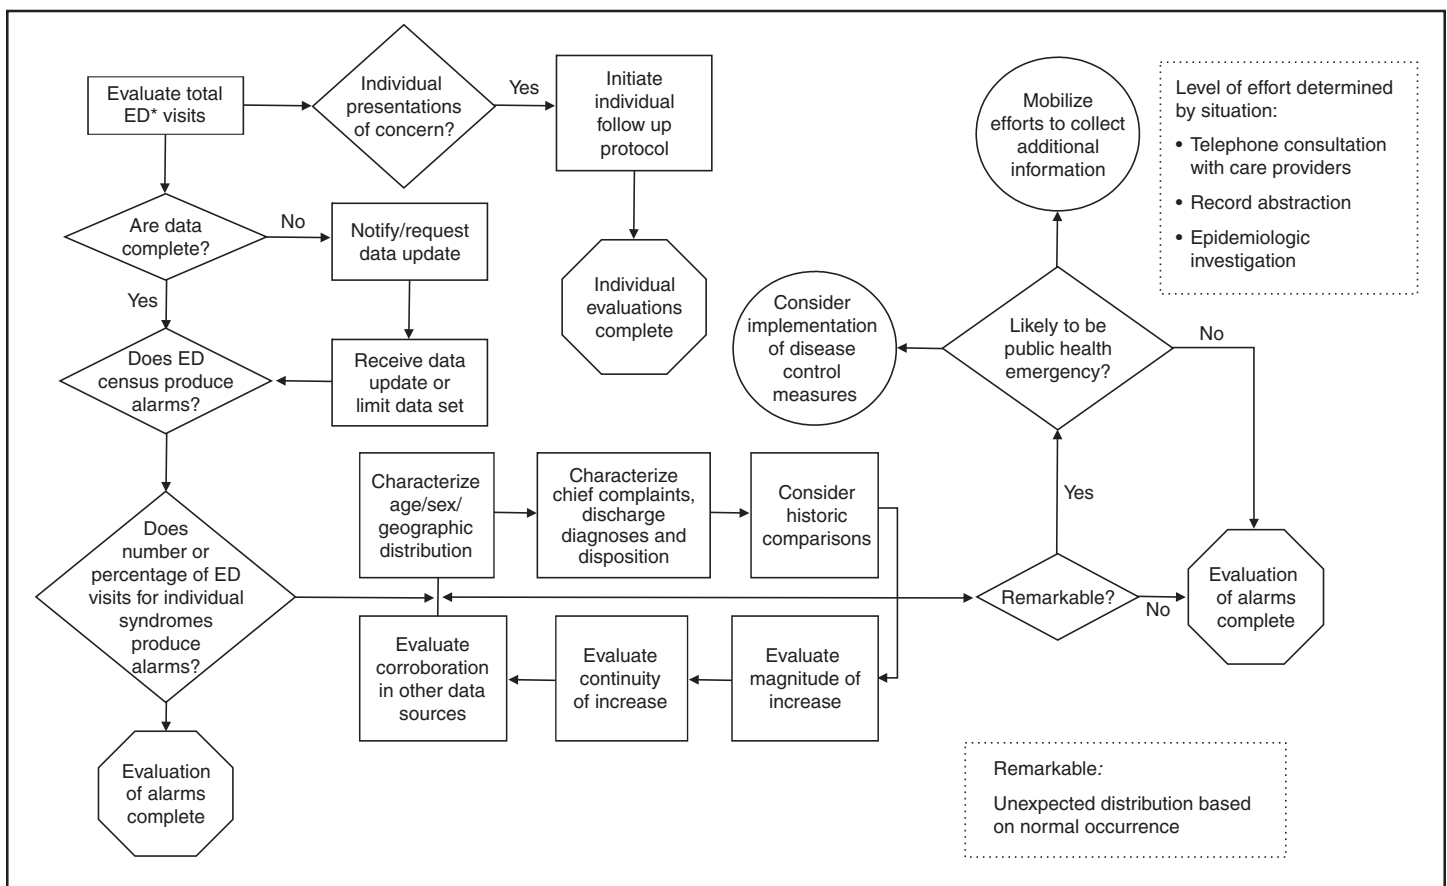 Evaluate total
ED* visits
Individual
presentations
of concern?
Yes
Initiate
individual
follow up
protocol
Individual
evaluations
complete
Are data
complete?
No
Notify/request
data update
Yes
Receive data
update or
limit data set
Does ED
census produce
alarms?
Does
number or
percentage of ED
visits for individual
syndromes
produce
alarms?
Evaluation
of alarms
complete
Characterize
age/sex/
geographic
distribution
Characterize
chief complaints,
discharge
diagnoses and
disposition
Consider
historic
comparisons
Evaluate
magnitude of
increase
Evaluate
continuity
of increase
Evaluate
corroboration
in other data
sources
Remarkable?
No
Evaluation
of alarms
complete
Yes
Likely to be
public health
emergency?
No
Consider
implementation
of disease
control
measures
Mobilize
efforts to collect
additional
information
Level of effort determined
by situation:
• Telephone consultation
with care providers
• Record abstraction
• Epidemiologic
investigation
Remarkable:
Unexpected distribution based
on normal occurrence